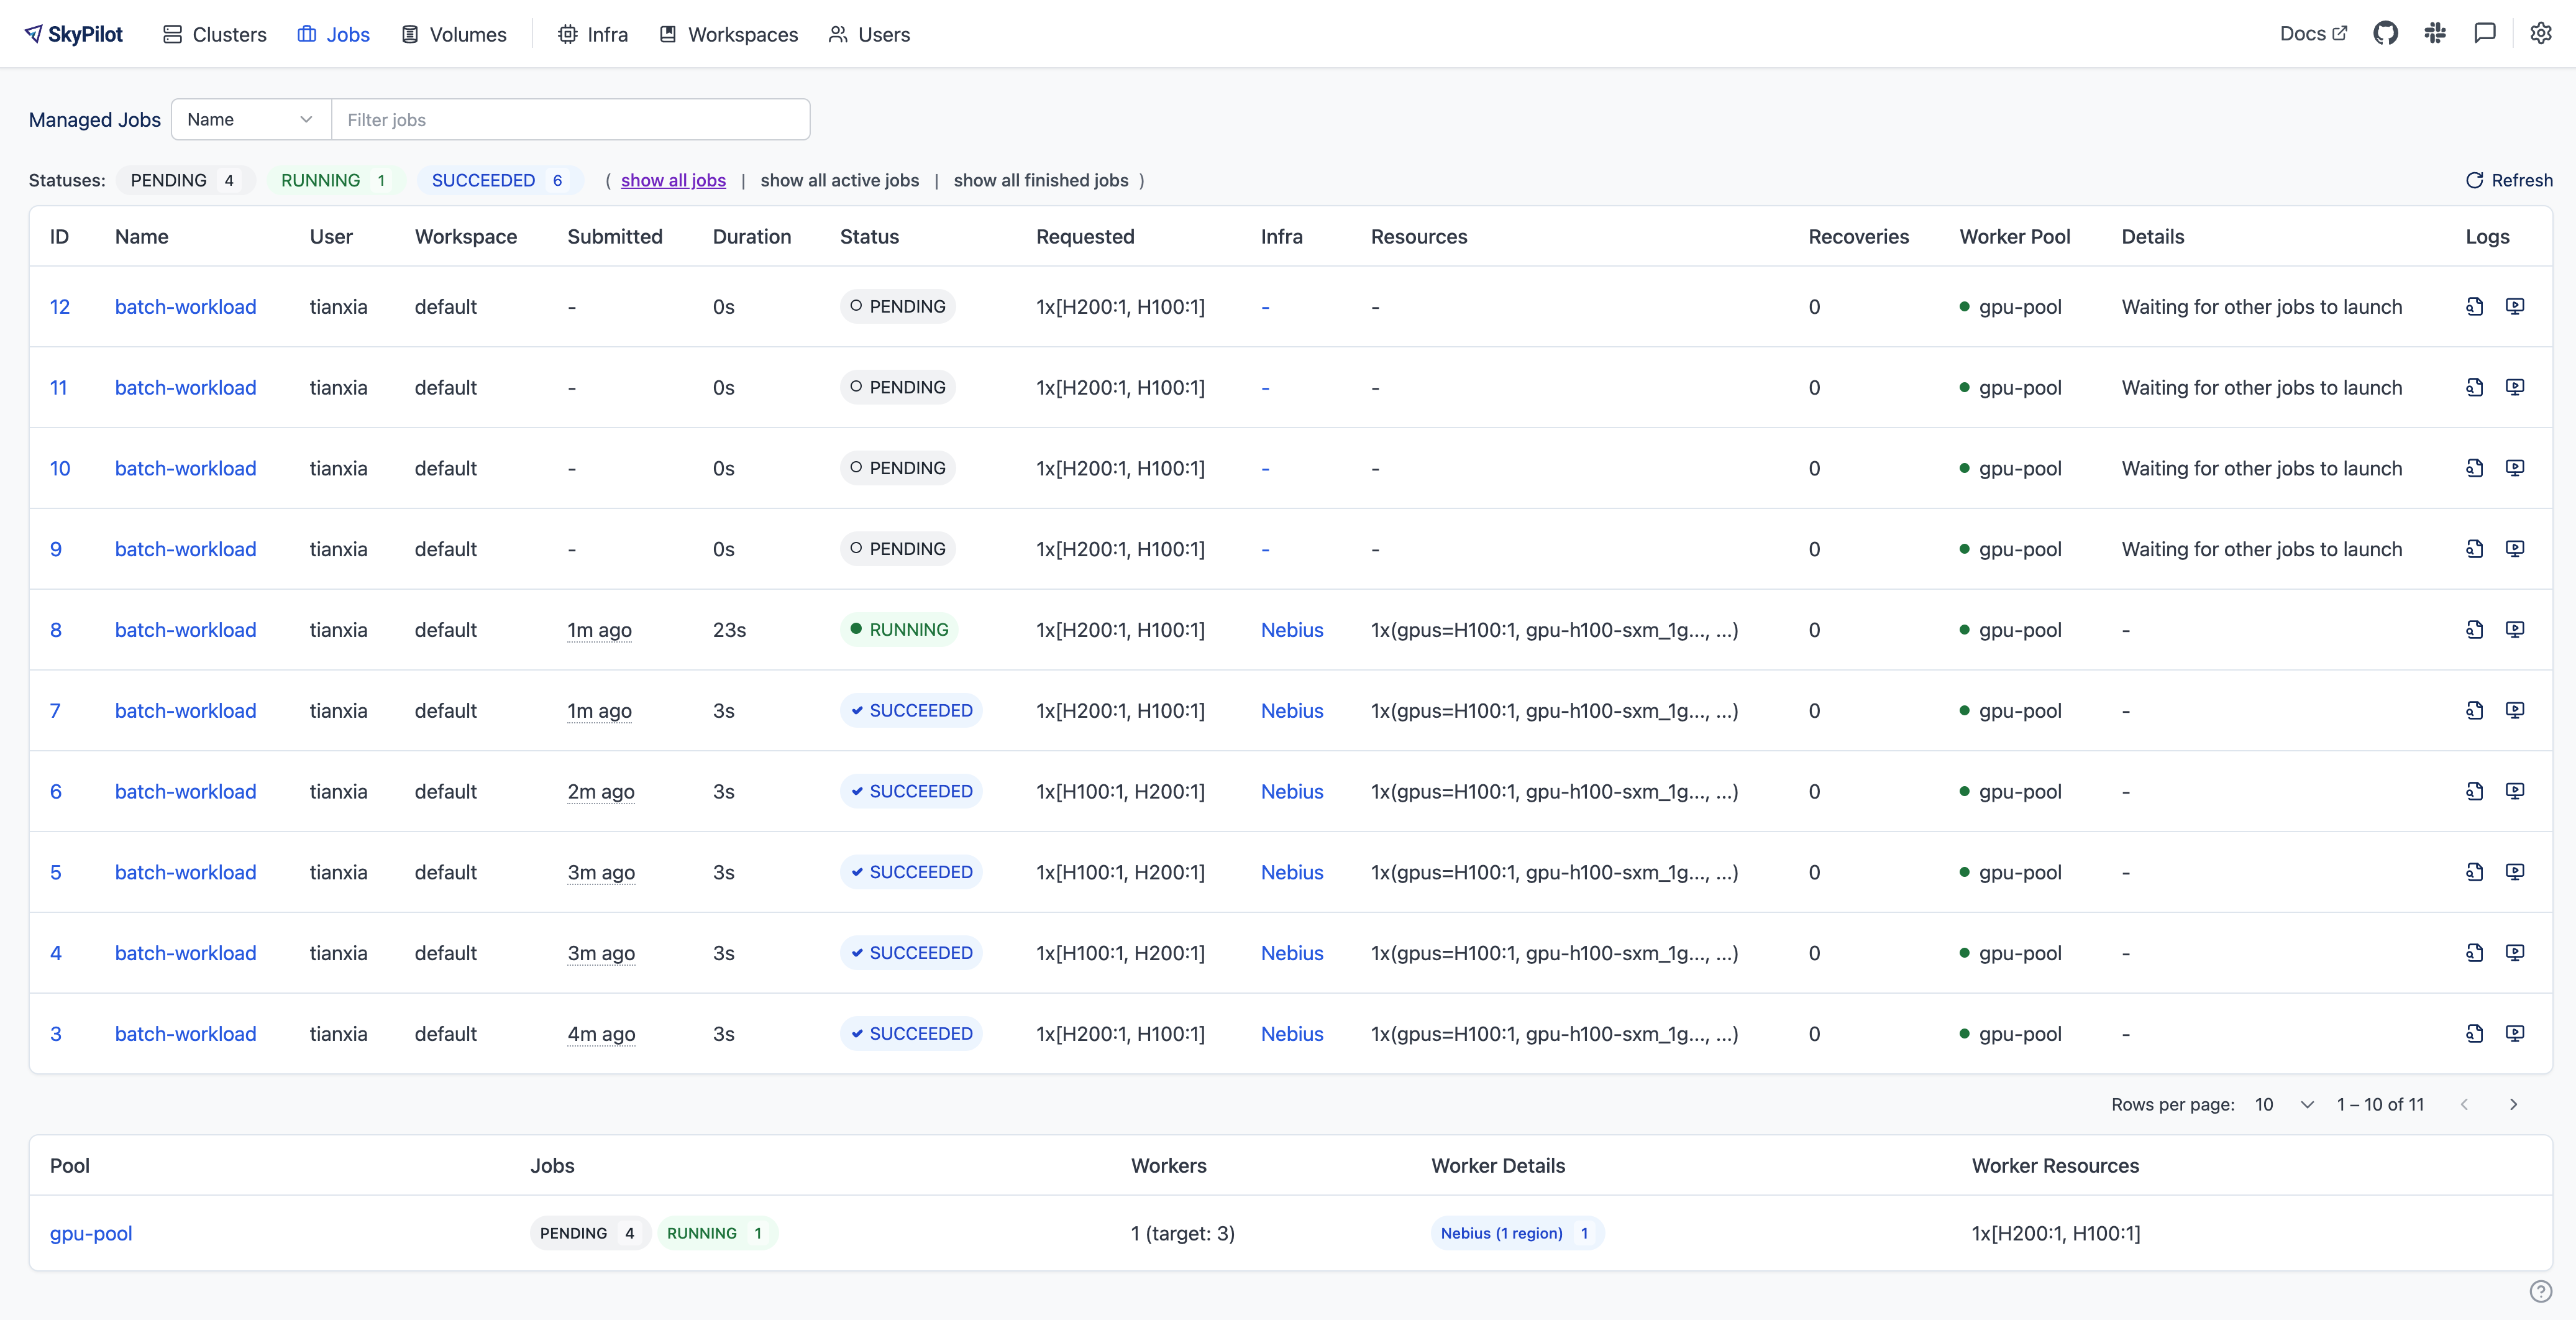 SkyPilot Clusters Jobs Volumes Infra Workspaces Users Docs
Managed Jobs Name Filter jobs
Statuses: PENDING 4 RUNNING 1 SUCCEEDED 6 ( show all jobs | show all active jobs | show all finished jobs ) Refresh
ID Name User Workspace Submitted Duration Status Requested Infra Resources Recoveries Worker Pool Details Logs
12 batch-workload tianxia default - 0s PENDING 1x[H200:1, H100:1] - - 0 gpu-pool Waiting for other jobs to launch
11 batch-workload tianxia default - 0s PENDING 1x[H200:1, H100:1] - - 0 gpu-pool Waiting for other jobs to launch
10 batch-workload tianxia default - 0s PENDING 1x[H200:1, H100:1] - - 0 gpu-pool Waiting for other jobs to launch
9 batch-workload tianxia default - 0s PENDING 1x[H200:1, H100:1] - - 0 gpu-pool Waiting for other jobs to launch
8 batch-workload tianxia default 1m ago 23s RUNNING 1x[H200:1, H100:1] Nebius 1x(gpus=H100:1, gpu-h100-sxm_1g..., ...) 0 gpu-pool -
7 batch-workload tianxia default 1m ago 3s SUCCEEDED 1x[H200:1, H100:1] Nebius 1x(gpus=H100:1, gpu-h100-sxm_1g..., ...) 0 gpu-pool -
6 batch-workload tianxia default 2m ago 3s SUCCEEDED 1x[H100:1, H200:1] Nebius 1x(gpus=H100:1, gpu-h100-sxm_1g..., ...) 0 gpu-pool -
5 batch-workload tianxia default 3m ago 3s SUCCEEDED 1x[H100:1, H200:1] Nebius 1x(gpus=H100:1, gpu-h100-sxm_1g..., ...) 0 gpu-pool -
4 batch-workload tianxia default 3m ago 3s SUCCEEDED 1x[H100:1, H200:1] Nebius 1x(gpus=H100:1, gpu-h100-sxm_1g..., ...) 0 gpu-pool -
3 batch-workload tianxia default 4m ago 3s SUCCEEDED 1x[H200:1, H100:1] Nebius 1x(gpus=H100:1, gpu-h100-sxm_1g..., ...) 0 gpu-pool -
Rows per page: 10 1 – 10 of 11
Pool Jobs Workers Worker Details Worker Resources
gpu-pool PENDING 4 RUNNING 1 1 (target: 3) Nebius (1 region) 1 1x[H200:1, H100:1]